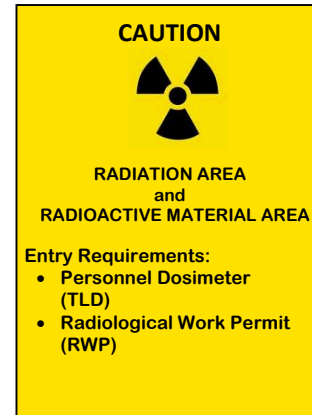 CAUTION
RADIATION AREA
and
RADIOACTIVE MATERIAL AREA
Entry Requirements:
• Personnel Dosimeter
(TLD)
• Radiological Work Permit
(RWP)